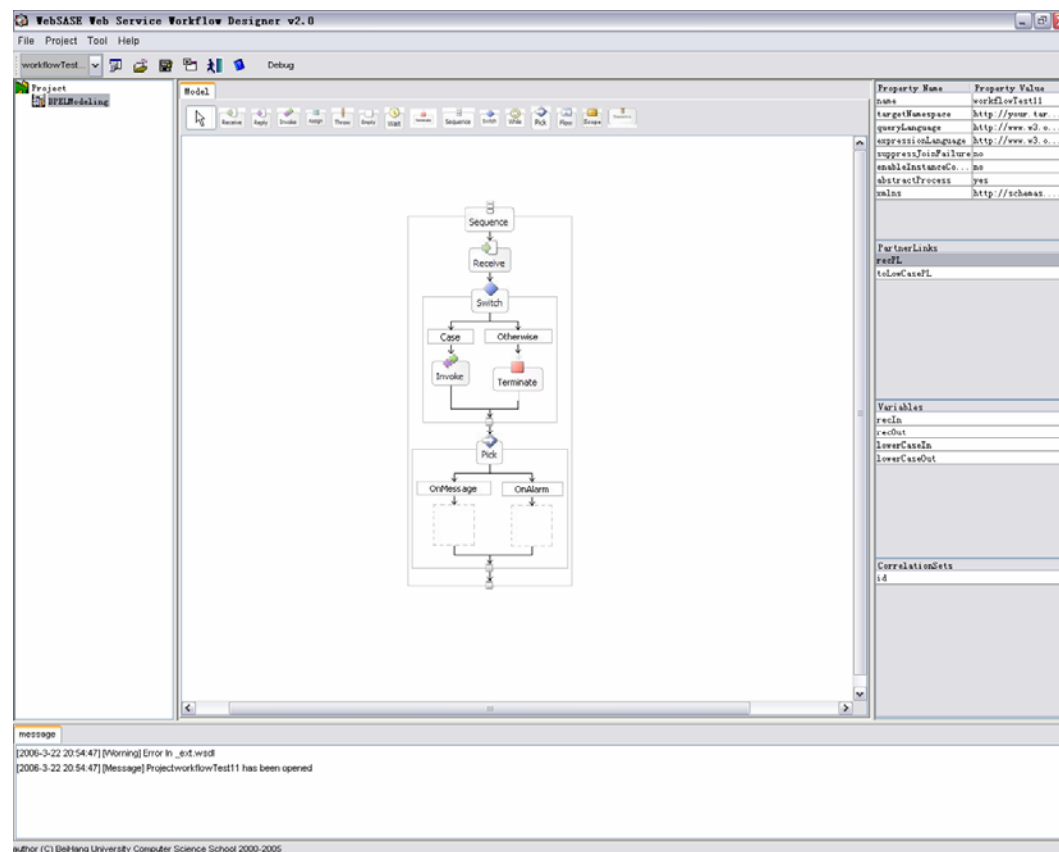 WebSASE Web Service Workflow Designer v2.0
File Project Tool Help
workflowTest... Debug
Project
BPELModeling
Model
Receive Reply Invoke Assign Throw Empty Wait Terminate Sequence Switch While Pick Flow Scope
Sequence
Receive
Switch
Case Otherwise
Invoke Terminate
Pick
OnMessage OnAlarm
Property Name Property Value
name workflowTest11
targetNamespace http://your.tar...
queryLanguage http://www.w3.o...
expressionLanguage http://www.w3.o...
suppressJoinFailure no
enableInstanceCo... no
abstractProcess yes
xmlns http://schemas...
PartnerLinks
recPL
toLowCasePL
Variables
recIn
recOut
lowerCaseIn
lowerCaseOut
CorrelationSets
id
message
[2006-3-22 20:54:47] [Worning] Error In _ext.wsdl
[2006-3-22 20:54:47] [Message] ProjectworkflowTest11 has been opened
author (C) BeiHang University Computer Science School 2000-2005